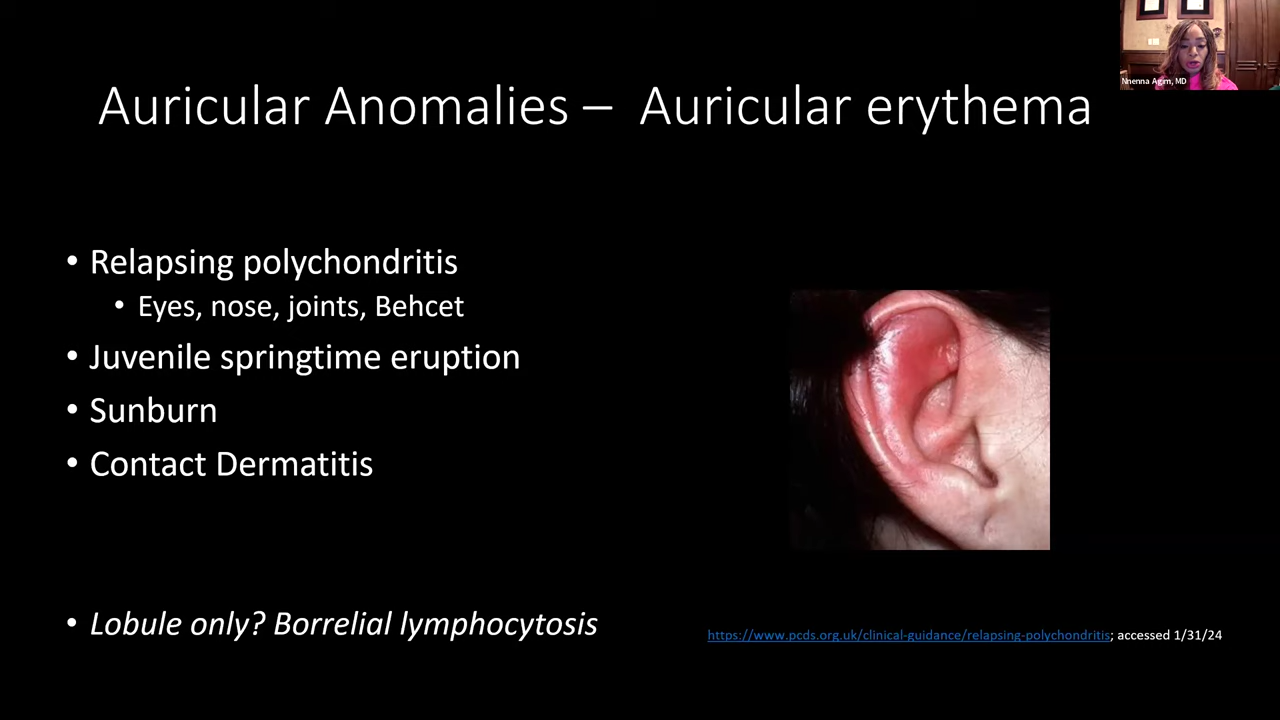 Nnenna Agim, MD
Auricular Anomalies – Auricular erythema
• Relapsing polychondritis
• Eyes, nose, joints, Behcet
• Juvenile springtime eruption
• Sunburn
• Contact Dermatitis
• Lobule only? Borrelial lymphocytosis
https://www.pcds.org.uk/clinical-guidance/relapsing-polychondritis; accessed 1/31/24